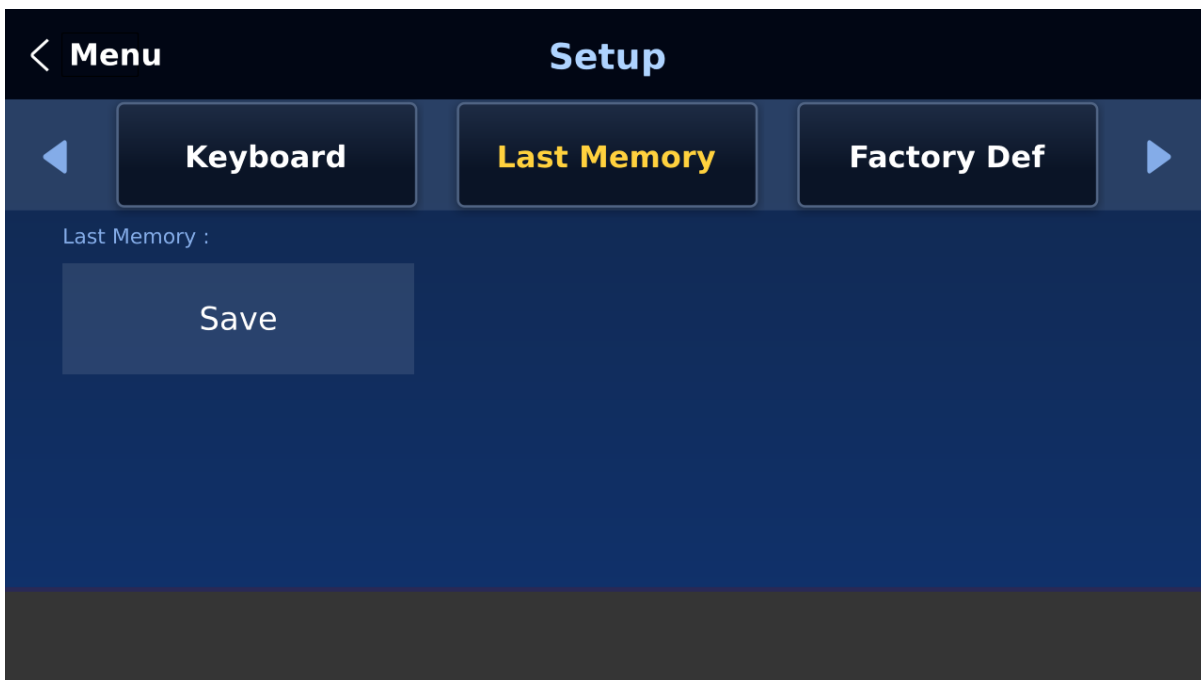 Menu
Setup
Keyboard
Last Memory
Factory Def
Last Memory :
Save